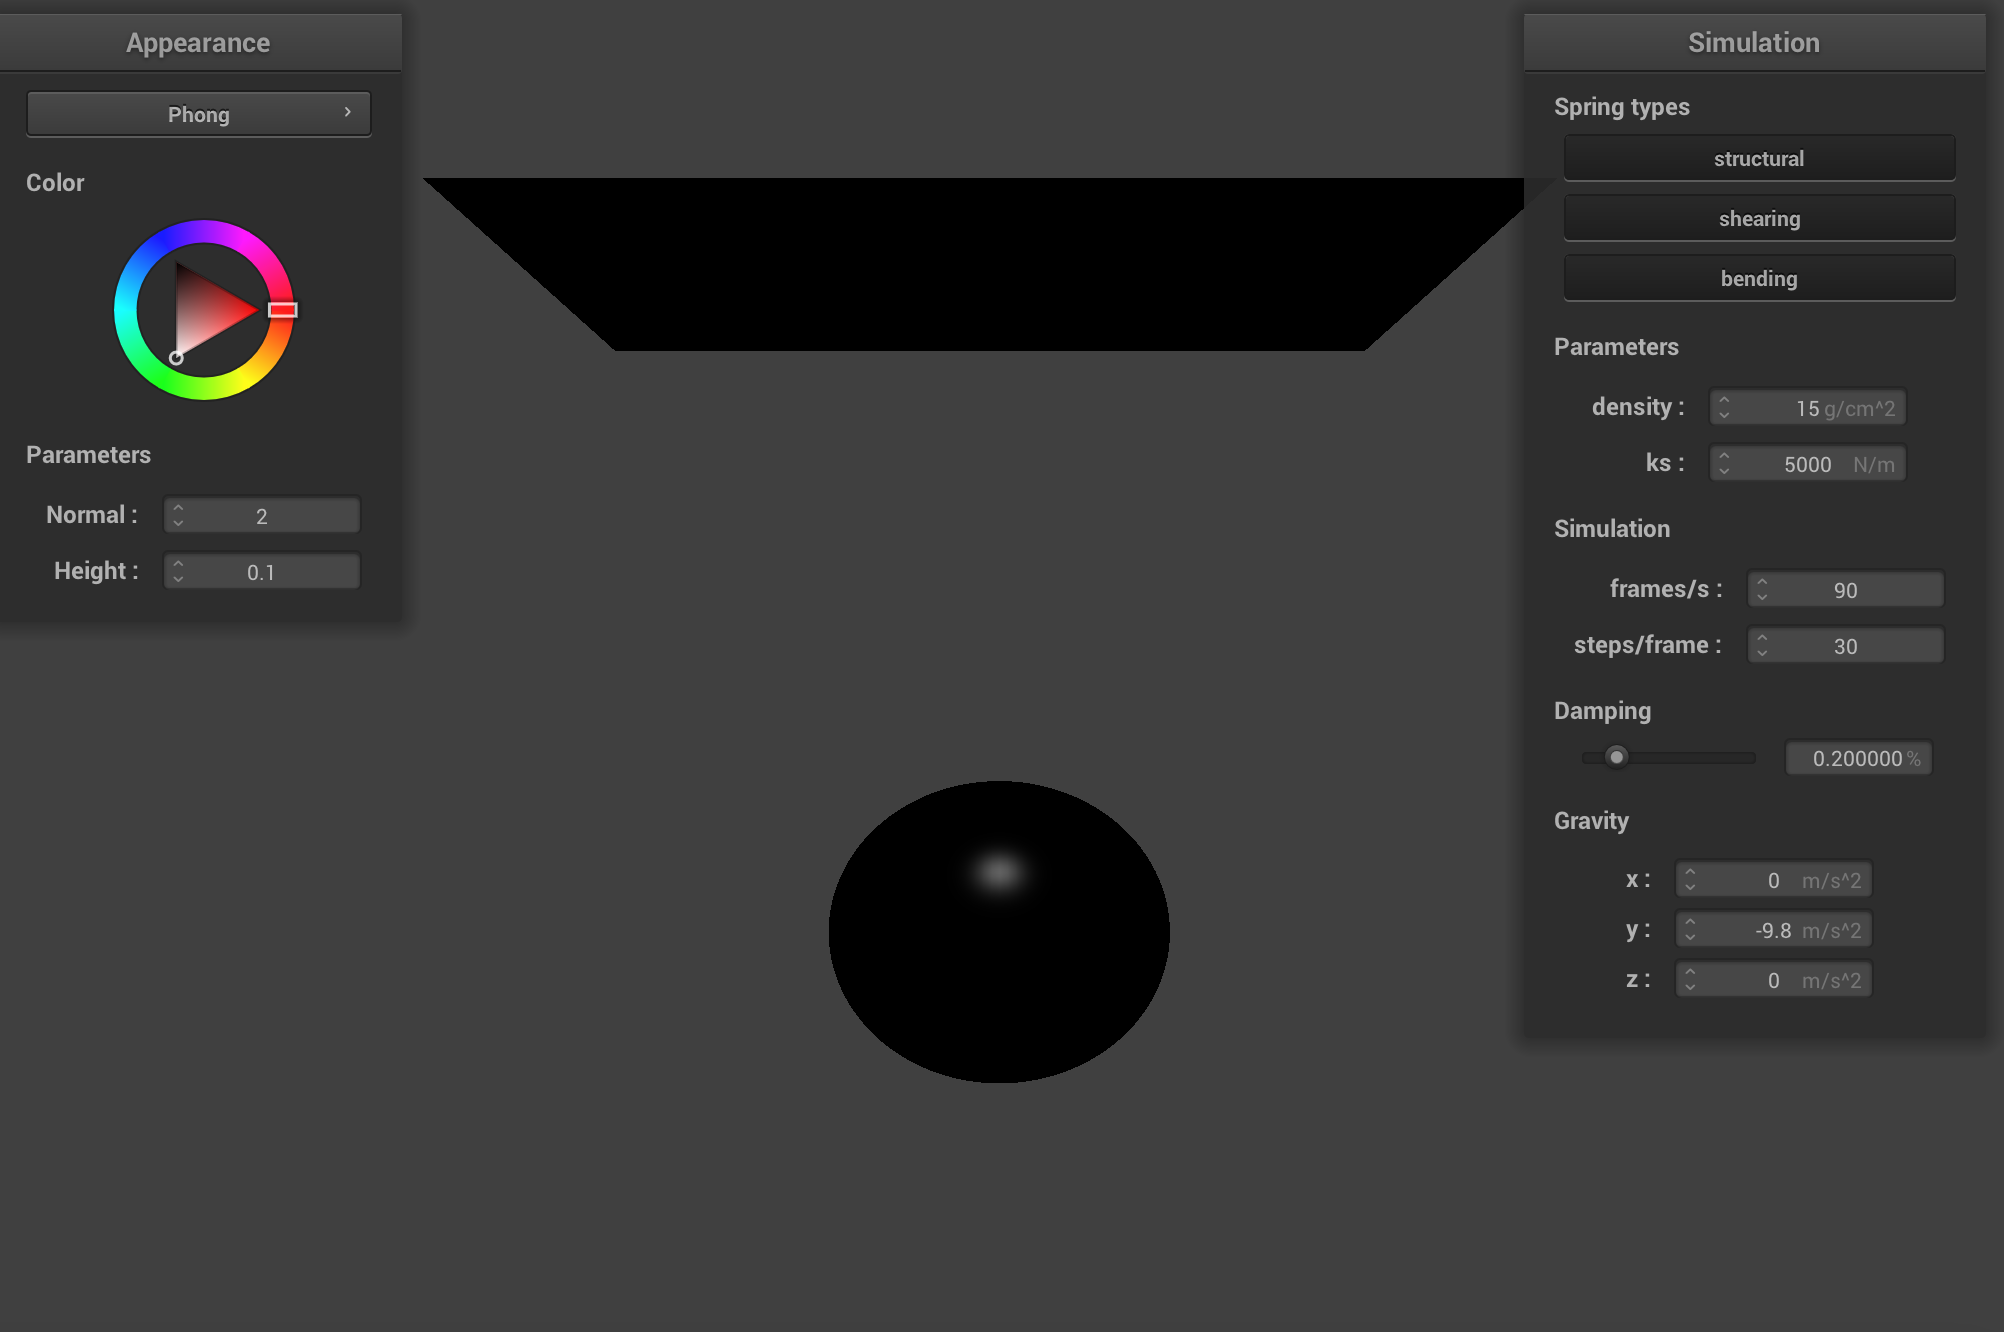 Appearance
Phong
Color
Parameters
Normal : 2
Height : 0.1
Simulation
Spring types
structural
shearing
bending
Parameters
density : 15 g/cm^2
ks : 5000 N/m
Simulation
frames/s : 90
steps/frame : 30
Damping
0.200000 %
Gravity
x : 0 m/s^2
y : -9.8 m/s^2
z : 0 m/s^2